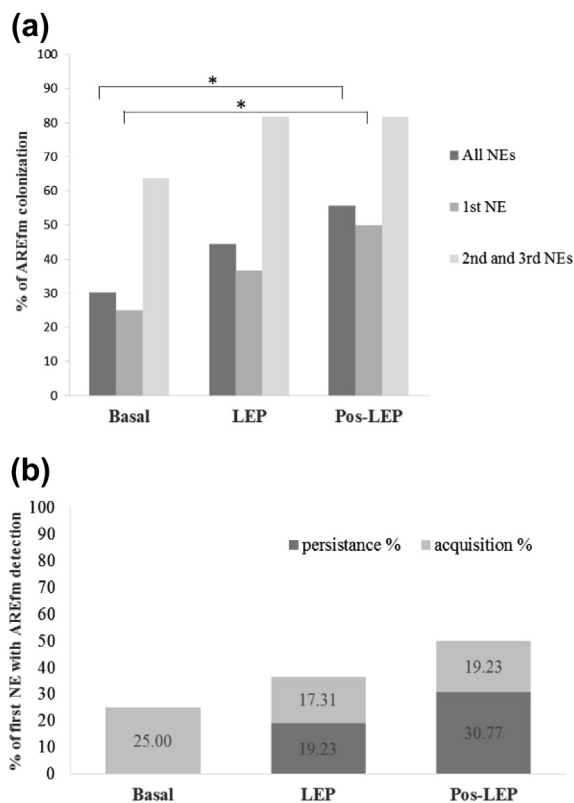 (a)
100
90
80
70
60
50
40
30
20
10
0
% of AREfm colonization
*
*
All NEs
1st NE
2nd and 3rd NEs
Basal LEP Pos-LEP
(b)
100
90
80
70
60
50
40
30
20
10
0
% of first NE with AREfm detection
persistance % acquisition %
25.00
17.31
19.23
19.23
30.77
Basal LEP Pos-LEP